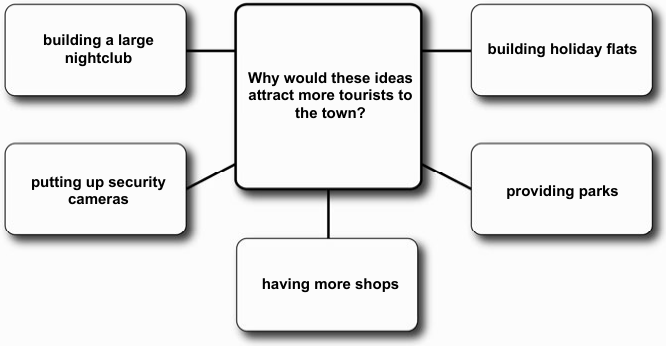 building a large
nightclub
Why would these ideas
attract more tourists to
the town?
building holiday flats
putting up security
cameras
providing parks
having more shops